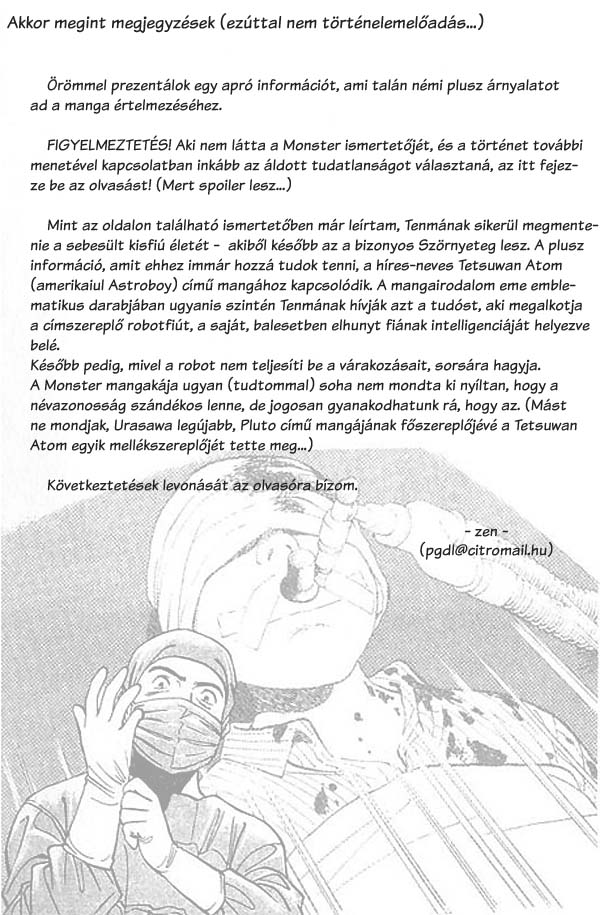 Akkor megint megjegyzések (ezúttal nem történelemelőadás...)
Örömmel prezentálok egy apró információt, ami talán némi plusz árnyalatot
ad a manga értelmezéséhez.
FIGYELMEZTETÉS! Aki nem látta a Monster ismertetőjét, és a történet további
menetével kapcsolatban inkább az áldott tudatlanságot választaná, az itt fejez-
ze be az olvasást! (Mert spoiler lesz...)
Mint az oldalon található ismertetőben már leírtam, Tenmának sikerül megmente-
nie a sebesült kisfiú életét - akiből később az a bizonyos Szörnyeteg lesz. A plusz
információ, amit ehhez immár hozzá tudok tenni, a híres-neves Tetsuwan Atom
(amerikaiul Astroboy) című mangához kapcsolódik. A mangairodalom eme emble-
matikus darabjában ugyanis szintén Tenmának hívják azt a tudóst, aki megalkotja
a címszereplő robotfiút, a saját, balesetben elhunyt fiának intelligenciáját helyezve
belé.
Később pedig, mivel a robot nem teljesíti be a várakozásait, sorsára hagyja.
A Monster mangakája ugyan (tudtommal) soha nem mondta ki nyíltan, hogy a
névazonosság szándékos lenne, de jogosan gyanakodhatunk rá, hogy az. (Mást
ne mondjak, Urasawa legújabb, Pluto című mangájának főszereplőjévé a Tetsuwan
Atom egyik mellékszereplőjét tette meg...)
Következtetések levonását az olvasóra bízom.
- zen -
(pgdl@citromail.hu)